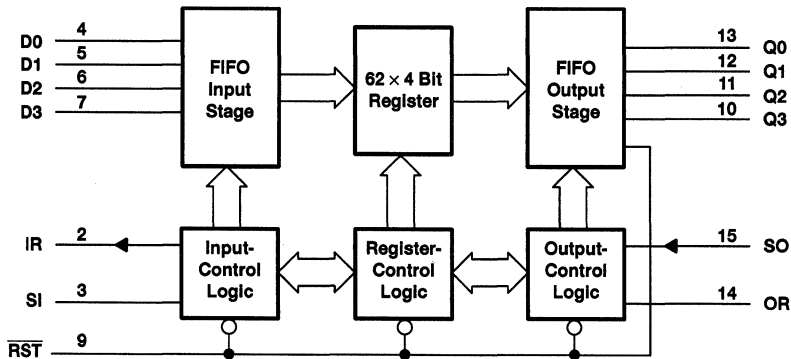 D0 4
D1 5
D2 6
D3 7
FIFO
Input
Stage
62 × 4 Bit
Register
FIFO
Output
Stage
13 Q0
12 Q1
11 Q2
10 Q3
IR 2
SI 3
RST 9
Input-
Control
Logic
Register-
Control
Logic
Output-
Control
Logic
15 SO
14 OR